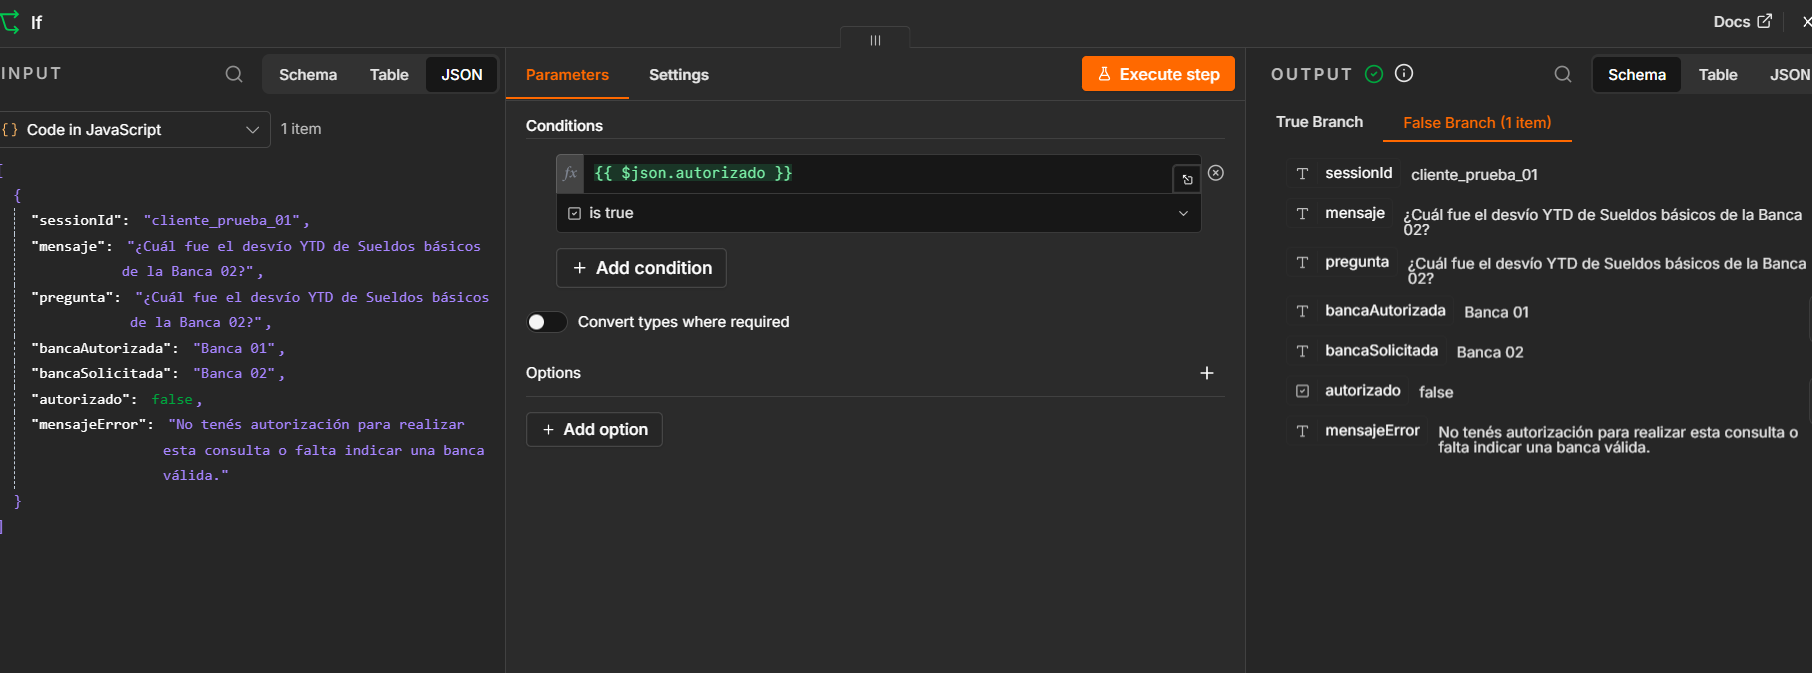 If
Docs
INPUT
Schema
Table
JSON
Parameters
Settings
Execute step
OUTPUT
Schema
Table
JSON
{} Code in JavaScript
1 item
Conditions
True Branch
False Branch (1 item)
[
{
"sessionId": "cliente_prueba_01",
"mensaje": "¿Cuál fue el desvío YTD de Sueldos básicos
de la Banca 02?",
"pregunta": "¿Cuál fue el desvío YTD de Sueldos básicos
de la Banca 02?",
"bancaAutorizada": "Banca 01",
"bancaSolicitada": "Banca 02",
"autorizado": false,
"mensajeError": "No tenés autorización para realizar
esta consulta o falta indicar una banca
válida."
}
]
fx {{ $json.autorizado }}
is true
+ Add condition
Convert types where required
Options
+ Add option
T sessionId cliente_prueba_01
T mensaje ¿Cuál fue el desvío YTD de Sueldos básicos de la Banca
02?
T pregunta ¿Cuál fue el desvío YTD de Sueldos básicos de la Banca
02?
T bancaAutorizada Banca 01
T bancaSolicitada Banca 02
autorizado false
T mensajeError No tenés autorización para realizar esta consulta o
falta indicar una banca válida.